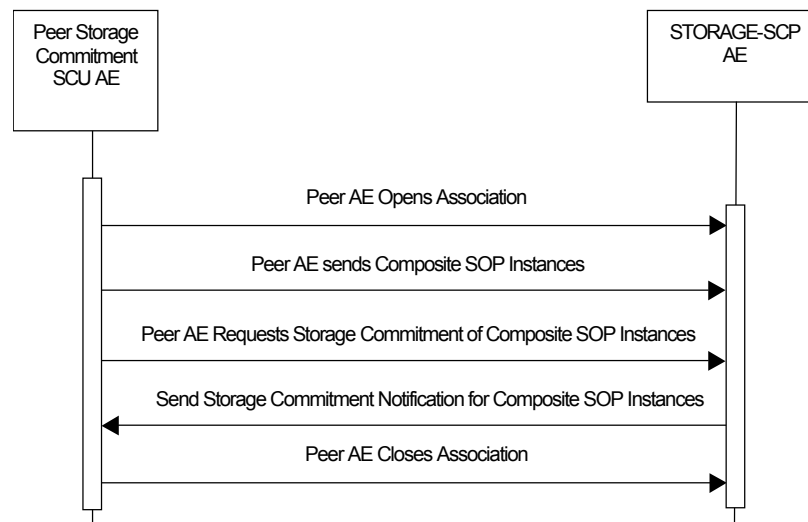 Peer Storage
Commitment
SCU AE
STORAGE-SCP
AE
Peer AE Opens Association
Peer AE sends Composite SOP Instances
Peer AE Requests Storage Commitment of Composite SOP Instances
Send Storage Commitment Notification for Composite SOP Instances
Peer AE Closes Association